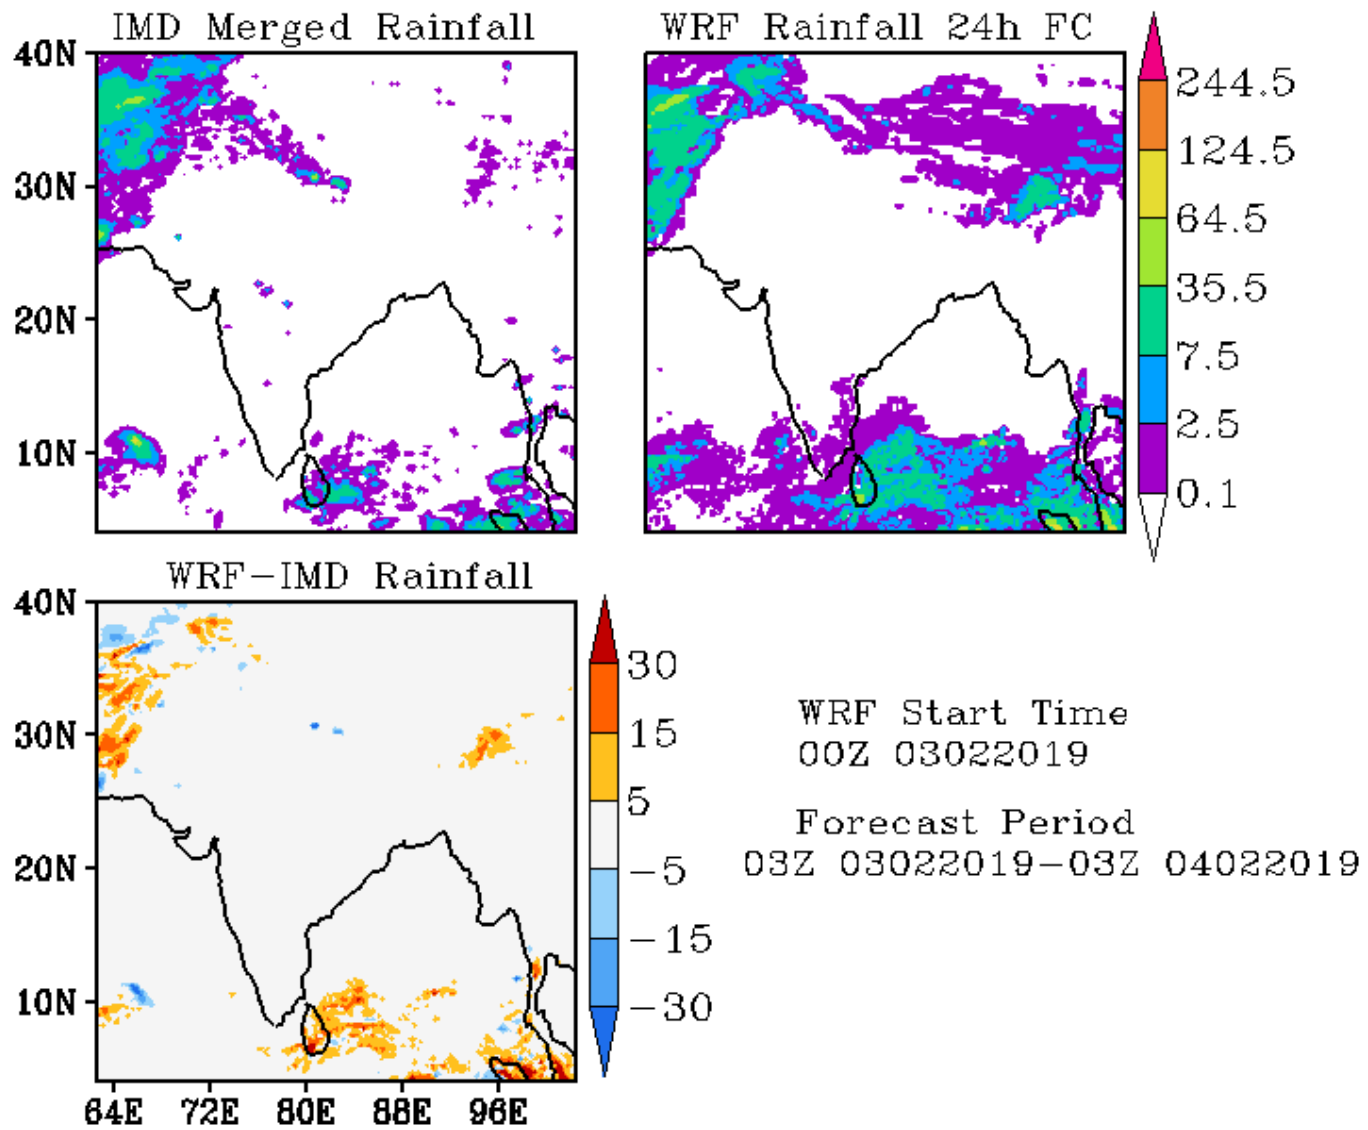 IMD Merged Rainfall
WRF Rainfall 24h FC
40N
30N
20N
10N
244.5
124.5
64.5
35.5
7.5
2.5
0.1
WRF-IMD Rainfall
40N
30N
20N
10N
64E 72E 80E 88E 96E
30
15
5
-5
-15
-30
WRF Start Time
00Z 03022019
Forecast Period
03Z 03022019-03Z 04022019